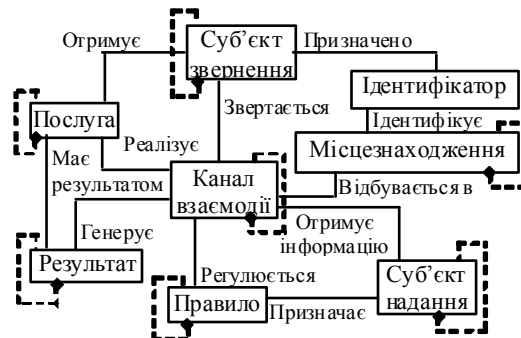 Отримує
Суб’єкт
звернення
Призначено
Ідентифікатор
Послуга
Звертається
Ідентифікує
Має
результатом
Реалізує
Місцезнаходження
Канал
взаємодії
Відбувається в
Генерує
Отримує
інформацію
Результат
Регулюється
Правило
Призначає
Суб’єкт
надання